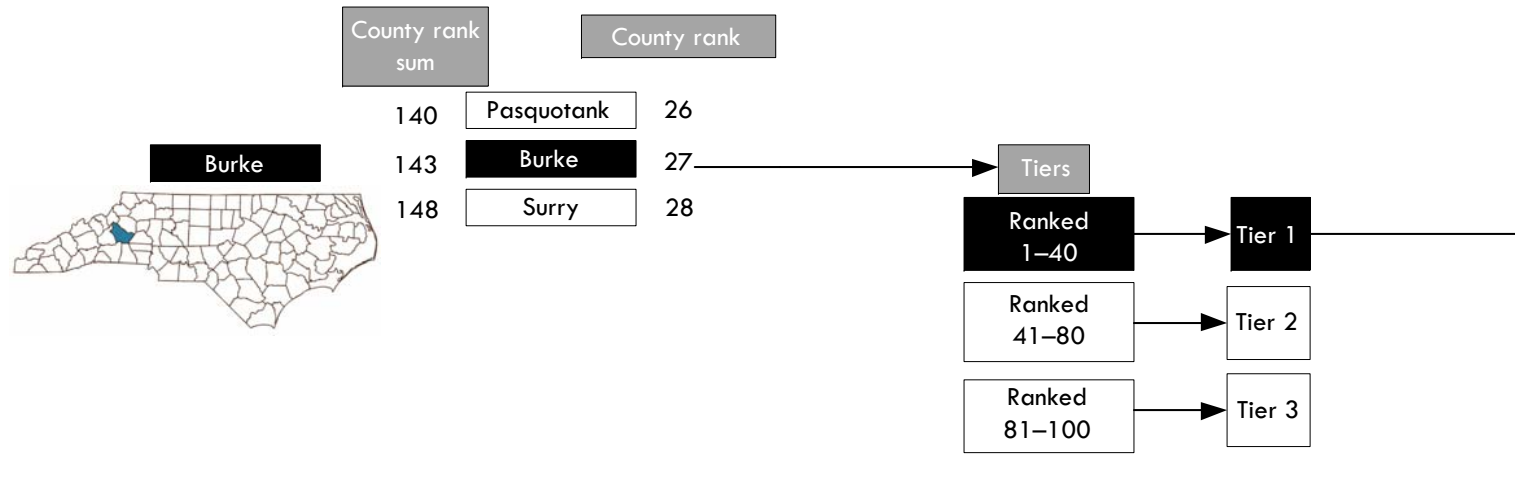 County rank
sum
County rank
140 Pasquotank 26
Burke
143 Burke 27
Tiers
148 Surry 28
Ranked
1–40
Tier 1
Ranked
41–80
Tier 2
Ranked
81–100
Tier 3